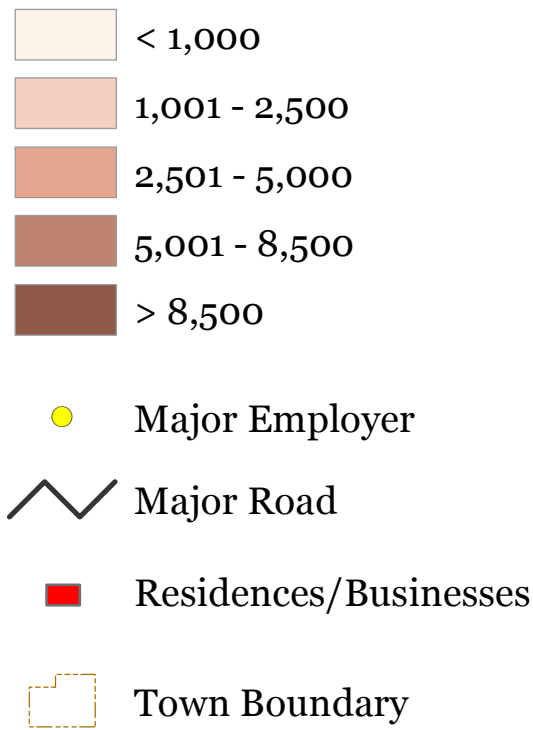 < 1,000
1,001 - 2,500
2,501 - 5,000
5,001 - 8,500
> 8,500
Major Employer
Major Road
Residences/Businesses
Town Boundary